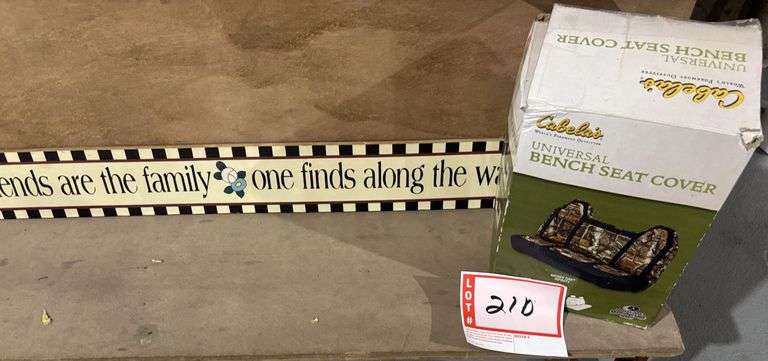 ends are the family one finds along the wa
UNIVERSAL
BENCH SEAT COVER
Cabela's
WORLD'S FOREMOST OUTFITTER
Cabela's
WORLD'S FOREMOST OUTFITTER
UNIVERSAL
BENCH SEAT COVER
LOT #
210